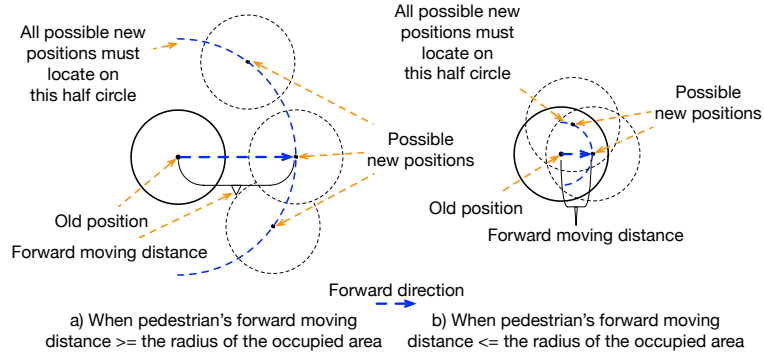 All possible new
positions must
locate on
this half circle
Possible
new positions
Old position
Forward moving distance
All possible new
positions must
locate on
this half circle
Possible
new positions
Old position
Forward moving distance
Forward direction
a) When pedestrian's forward moving
distance >= the radius of the occupied area
b) When pedestrian's forward moving
distance <= the radius of the occupied area